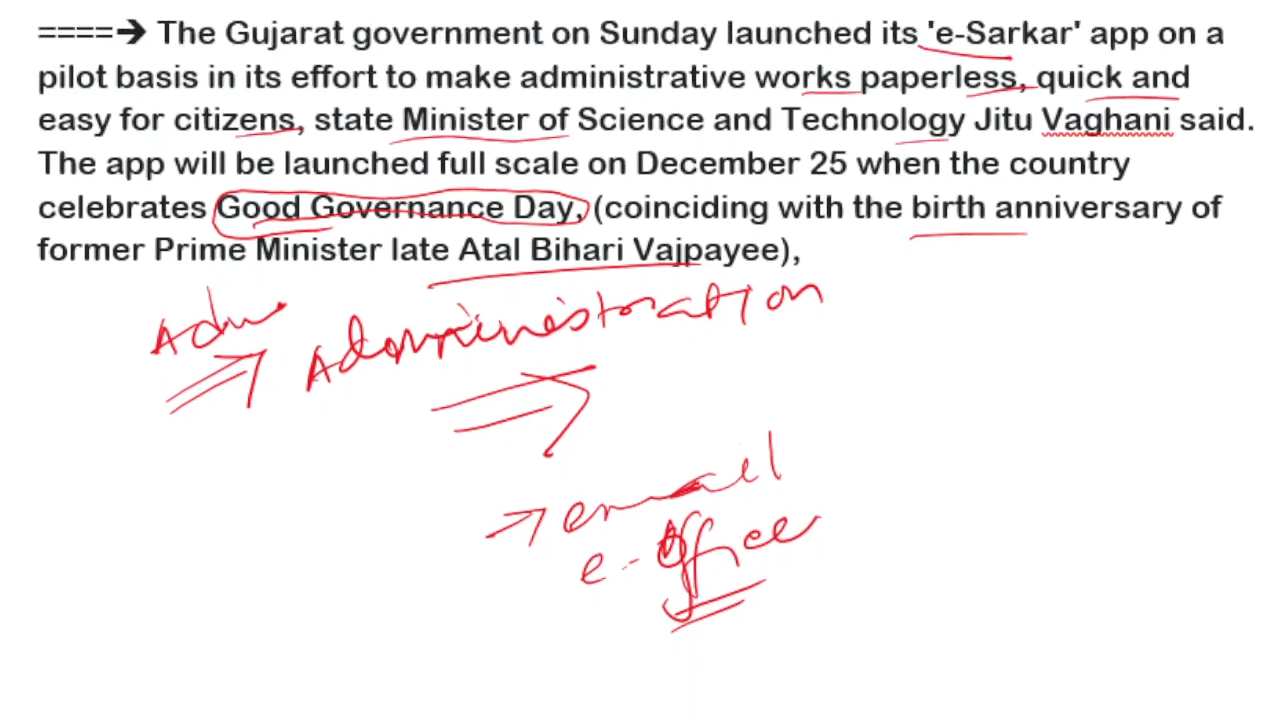 ====➔ The Gujarat government on Sunday launched its 'e-Sarkar' app on a
pilot basis in its effort to make administrative works paperless, quick and
easy for citizens, state Minister of Science and Technology Jitu Vaghani said.
The app will be launched full scale on December 25 when the country
celebrates Good Governance Day, (coinciding with the birth anniversary of
former Prime Minister late Atal Bihari Vajpayee),
Adm
Administration
email
e-office